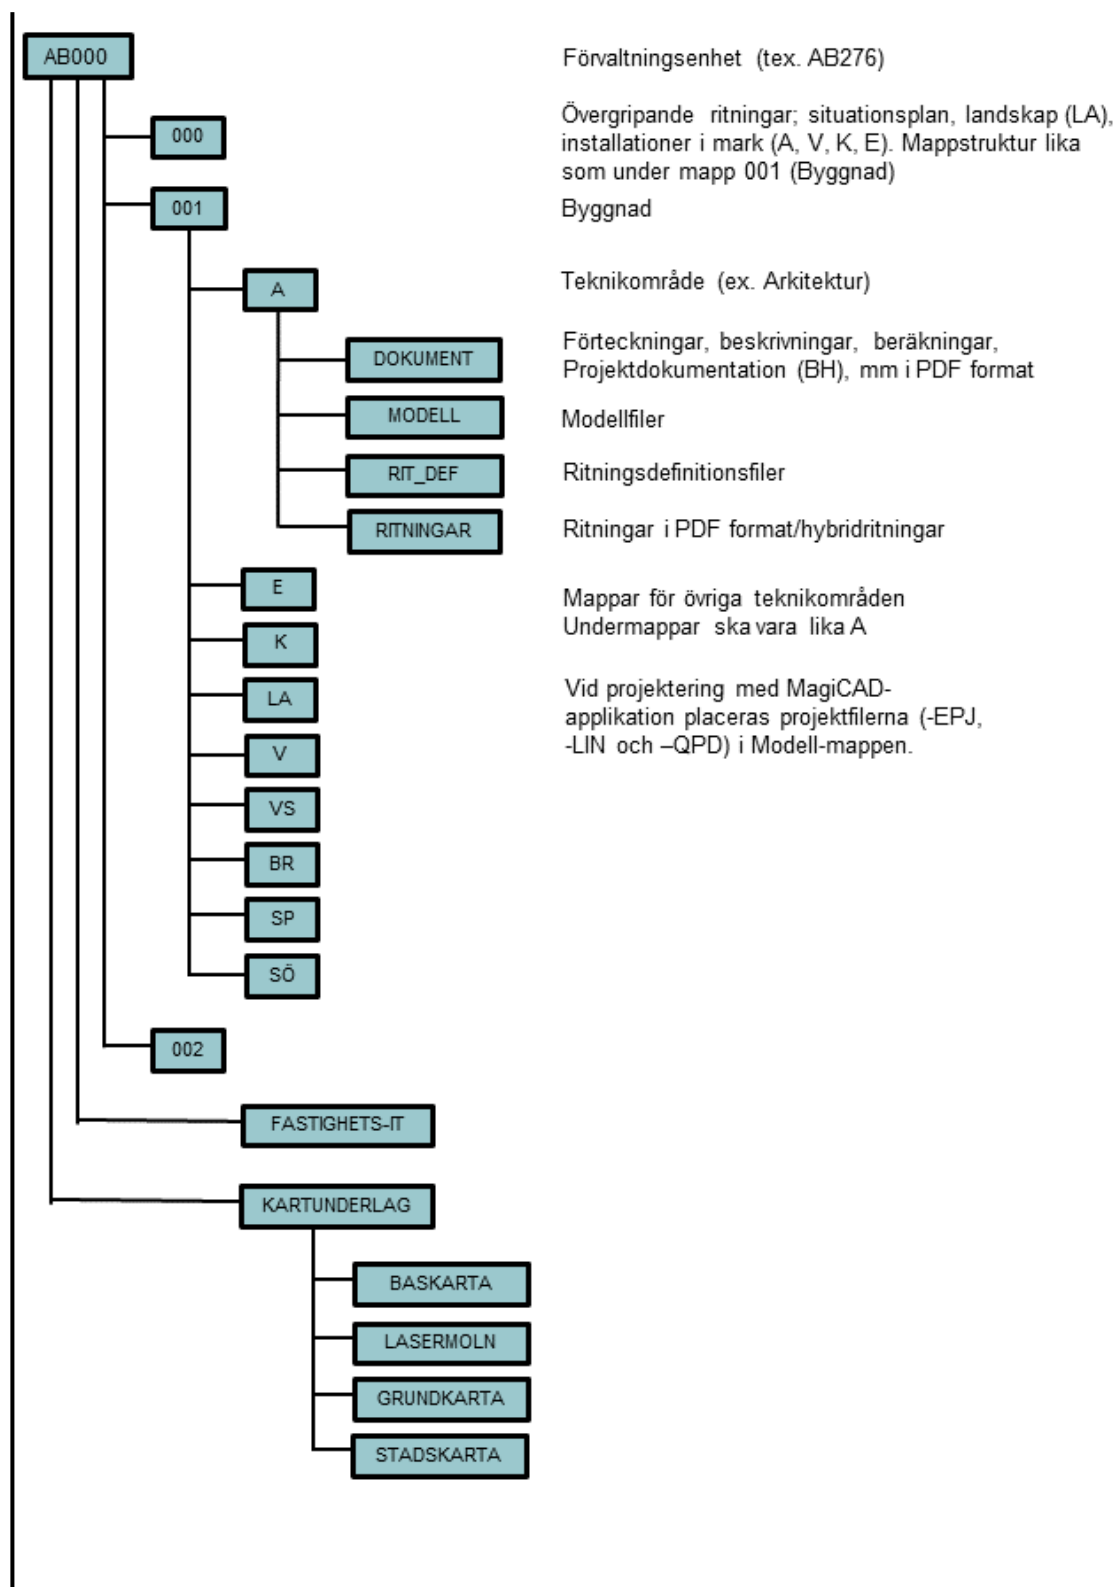 AB000
Förvaltningsenhet (tex. AB276)
000
Övergripande ritningar; situationsplan, landskap (LA),
installationer i mark (A, V, K, E). Mappstruktur lika
som under mapp 001 (Byggnad)
001
Byggnad
A
Teknikområde (ex. Arkitektur)
DOKUMENT
Förteckningar, beskrivningar, beräkningar,
Projektdokumentation (BH), mm i PDF format
MODELL
Modellfiler
RIT_DEF
Ritningsdefinitionsfiler
RITNINGAR
Ritningar i PDF format/hybridritningar
E
Mappar för övriga teknikområden
Undermappar ska vara lika A
K
LA
Vid projektering med MagiCAD-
applikation placeras projektfilerna (-EPJ,
-LIN och –QPD) i Modell-mappen.
V
VS
BR
SP
SÖ
002
FASTIGHETS-IT
KARTUNDERLAG
BASKARTA
LASERMOLN
GRUNDKARTA
STADSKARTA